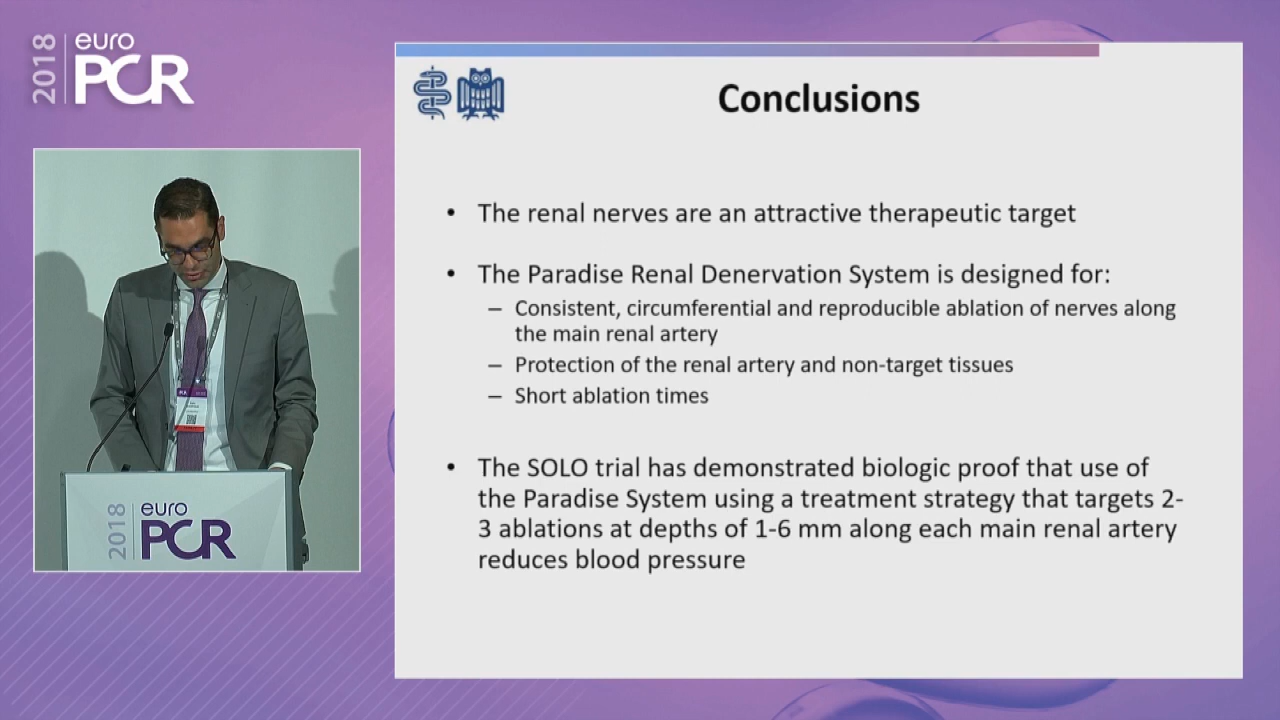 2018
euro
PCR
Conclusions
• The renal nerves are an attractive therapeutic target
• The Paradise Renal Denervation System is designed for:
– Consistent, circumferential and reproducible ablation of nerves along
the main renal artery
– Protection of the renal artery and non-target tissues
– Short ablation times
• The SOLO trial has demonstrated biologic proof that use of
the Paradise System using a treatment strategy that targets 2-
3 ablations at depths of 1-6 mm along each main renal artery
reduces blood pressure
2018
euro
PCR